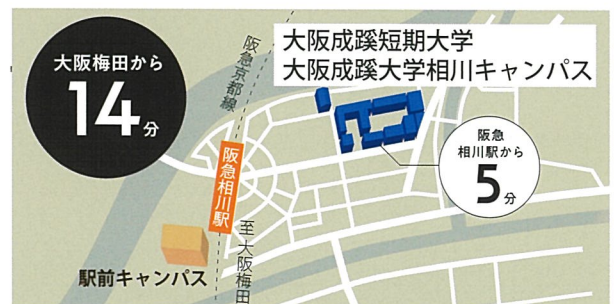 大阪梅田から
14分
阪急京都線
大阪成蹊短期大学
大阪成蹊大学相川キャンパス
阪急
相川駅から
5分
阪急相川駅
至大阪梅田
駅前キャンパス